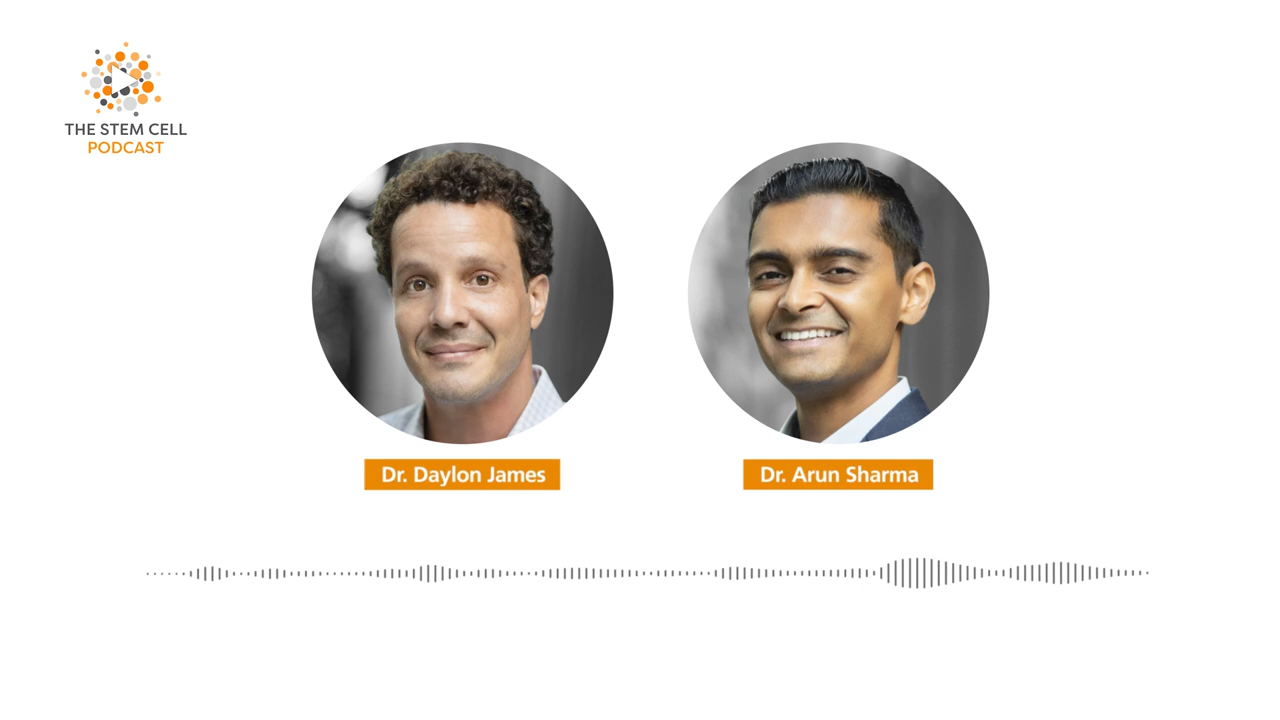 THE STEM CELL
PODCAST
Dr. Daylon James
Dr. Arun Sharma